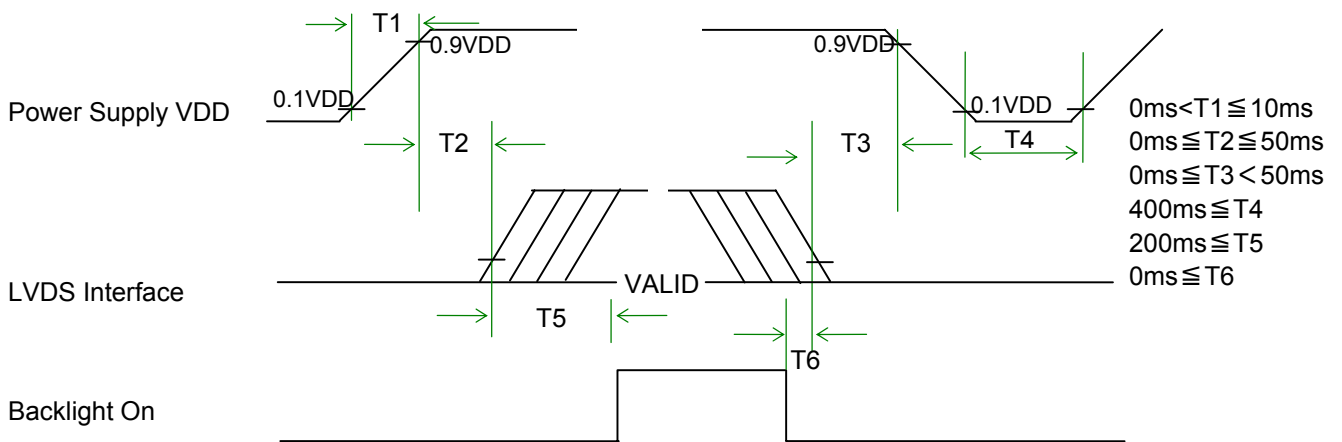 T1
0.9VDD
0.9VDD
0.1VDD
0.1VDD
Power Supply VDD
T2
T3
T4
0ms<T1≦10ms
0ms≦T2≦50ms
0ms≦T3<50ms
400ms≦T4
200ms≦T5
0ms≦T6
LVDS Interface
VALID
T5
T6
Backlight On